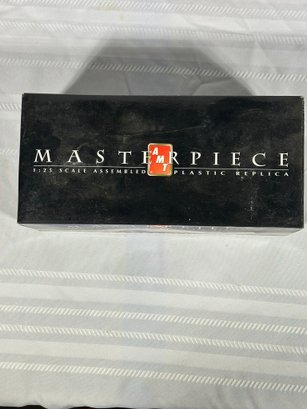 MASTERPIECE
AMT
1:25 SCALE ASSEMBLED PLASTIC REPLICA